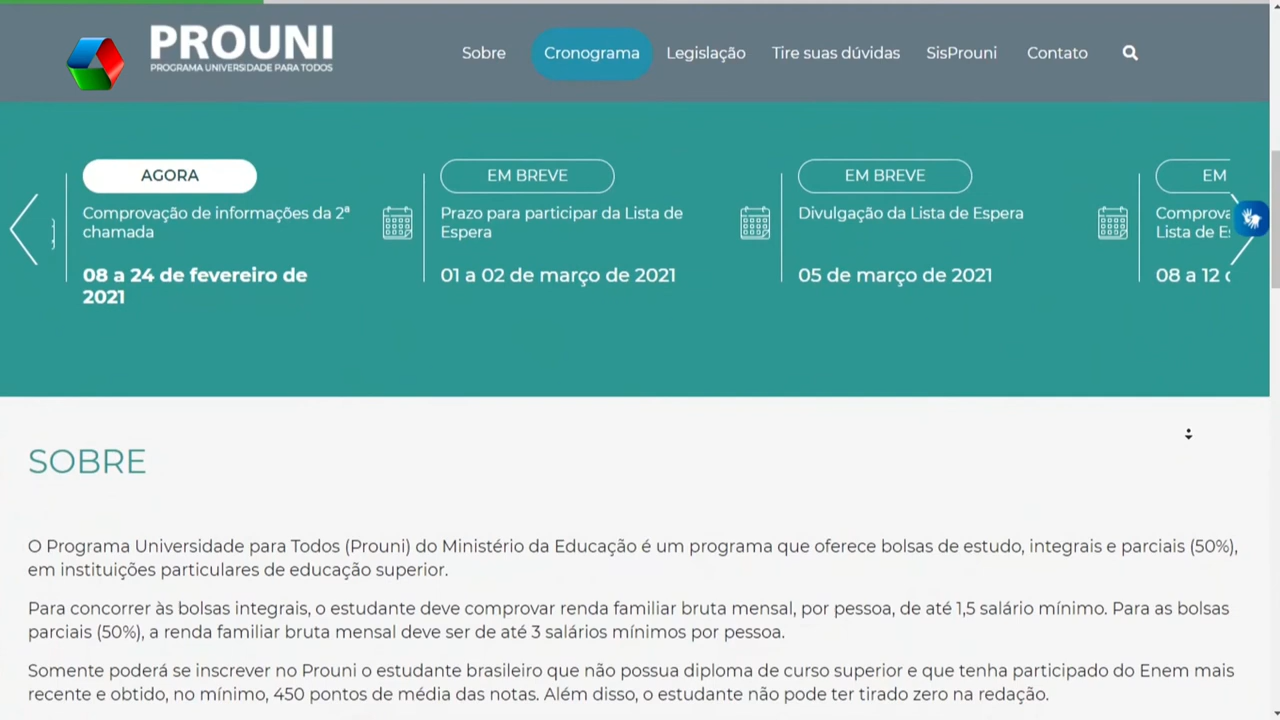 PROUNI
PROGRAMA UNIVERSIDADE PARA TODOS
Sobre
Cronograma
Legislação
Tire suas dúvidas
SisProuni
Contato
AGORA
Comprovação de informações da 2ª
chamada
08 a 24 de fevereiro de
2021
EM BREVE
Prazo para participar da Lista de
Espera
01 a 02 de março de 2021
EM BREVE
Divulgação da Lista de Espera
05 de março de 2021
EM
Comprova
Lista de E
08 a 12
SOBRE
O Programa Universidade para Todos (Prouni) do Ministério da Educação é um programa que oferece bolsas de estudo, integrais e parciais (50%),
em instituições particulares de educação superior.
Para concorrer às bolsas integrais, o estudante deve comprovar renda familiar bruta mensal, por pessoa, de até 1,5 salário mínimo. Para as bolsas
parciais (50%), a renda familiar bruta mensal deve ser de até 3 salários mínimos por pessoa.
Somente poderá se inscrever no Prouni o estudante brasileiro que não possua diploma de curso superior e que tenha participado do Enem mais
recente e obtido, no mínimo, 450 pontos de média das notas. Além disso, o estudante não pode ter tirado zero na redação.